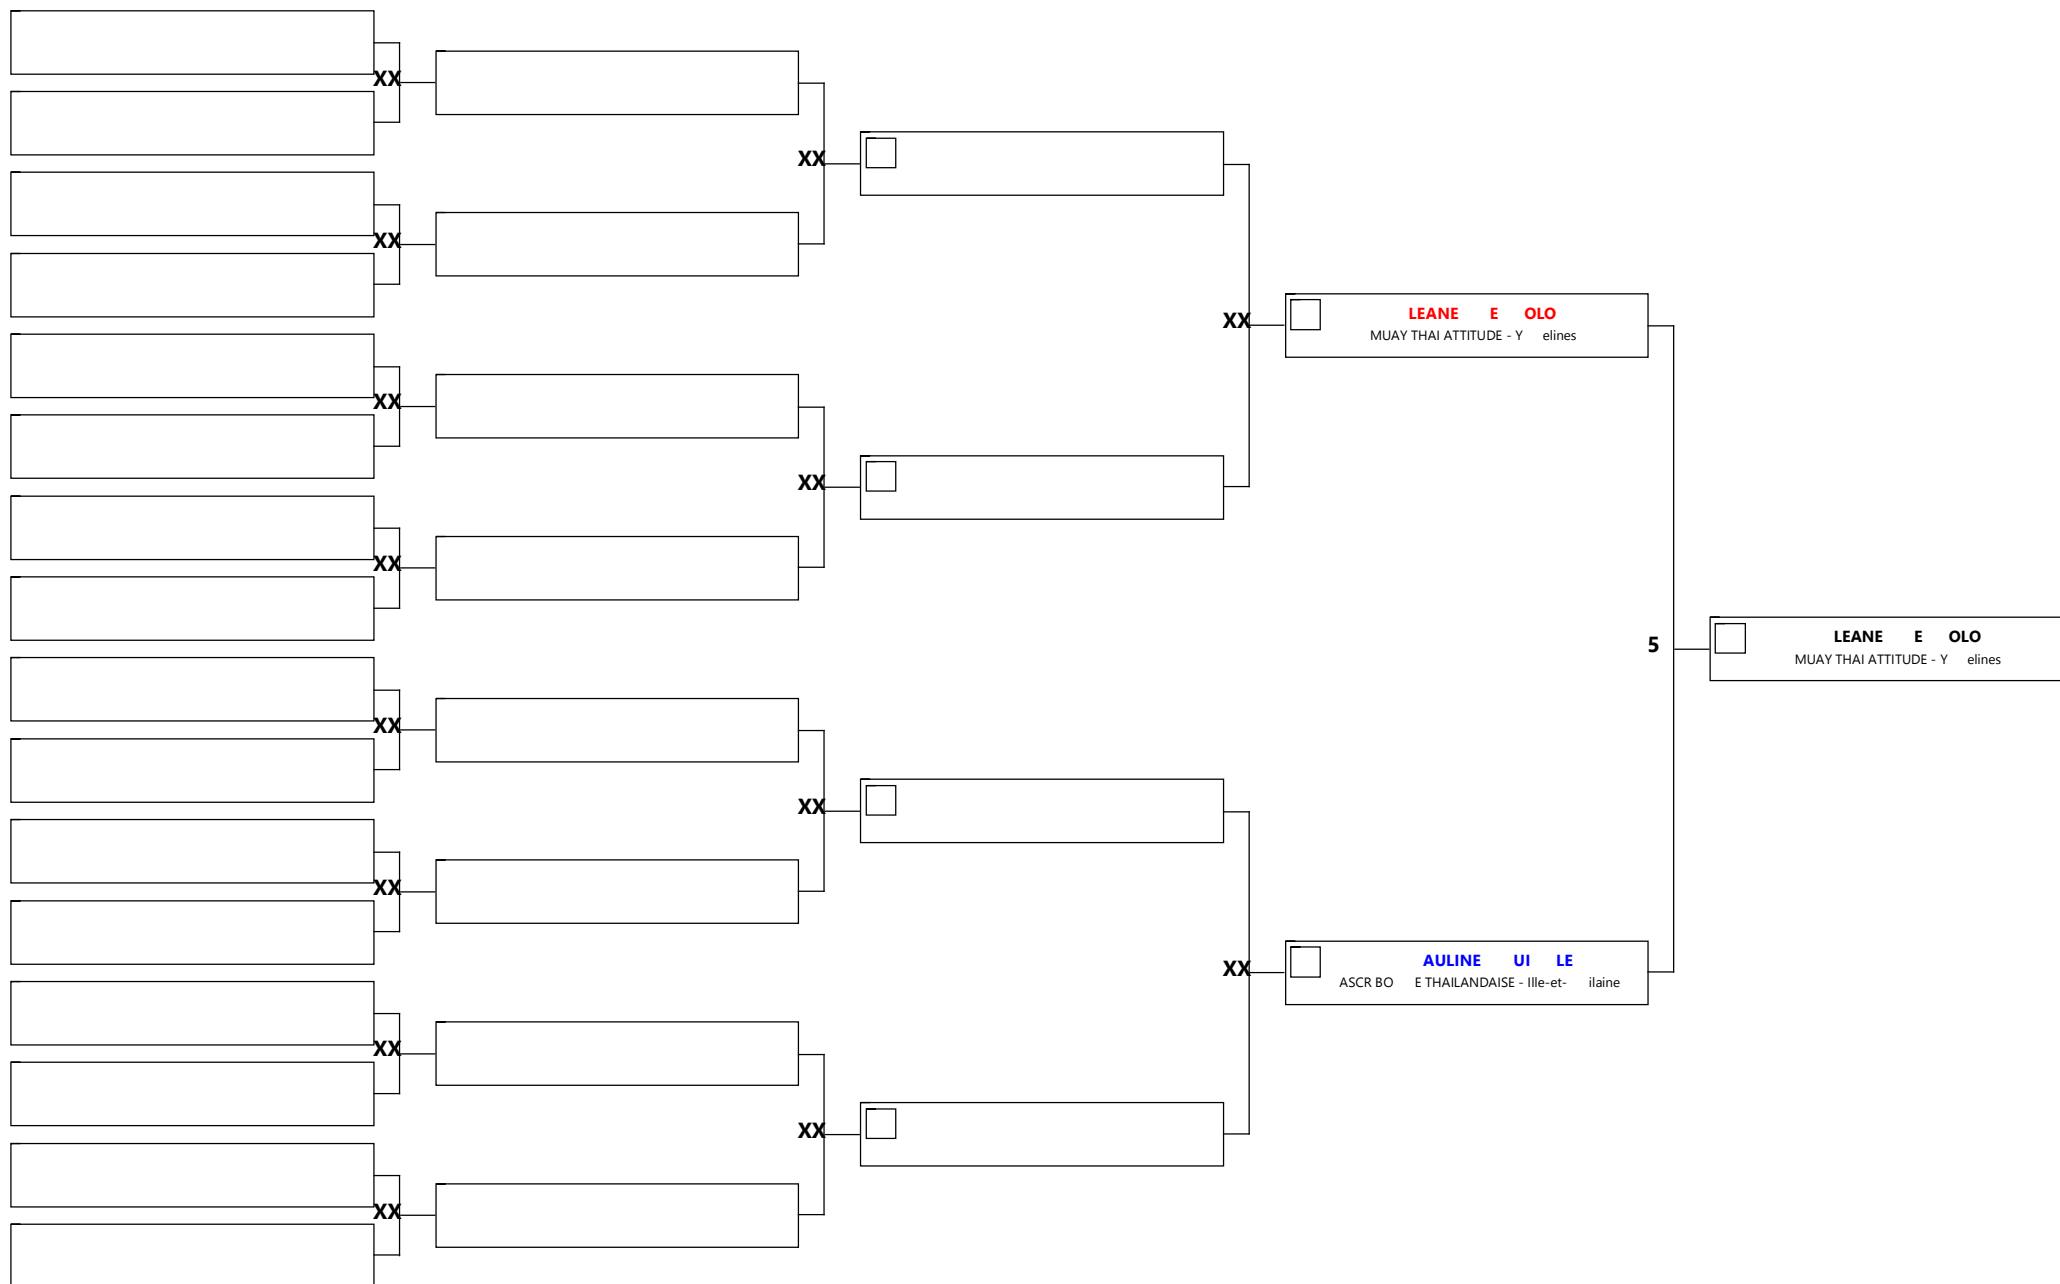 XX
XX
XX
XX
XX
LEANE E OLO
MUAY THAI ATTITUDE - Y elines
XX
XX
XX
XX
5
LEANE E OLO
MUAY THAI ATTITUDE - Y elines
XX
XX
XX
AULINE UI LE
XX
ASCR BO E THAILANDAISE - Ille-et- ilaine
XX
XX
XX